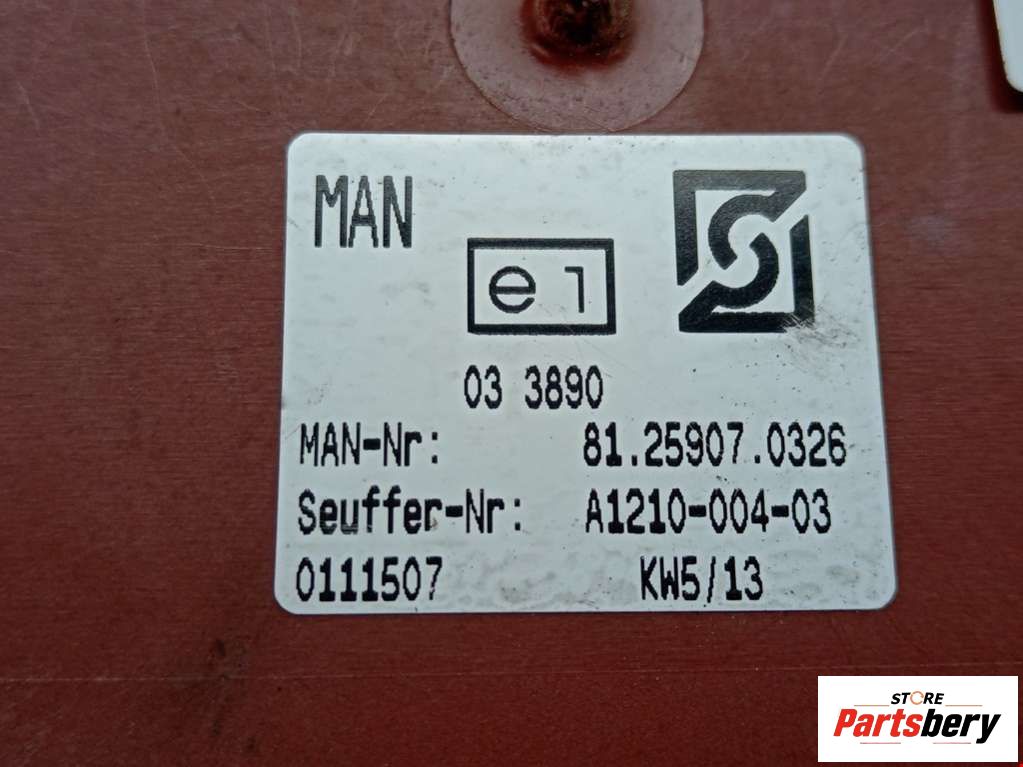 MAN
e1
03 3890
MAN-Nr: 81.25907.0326
Seuffer-Nr: A1210-004-03
0111507 KW5/13
STORE
Partsbery